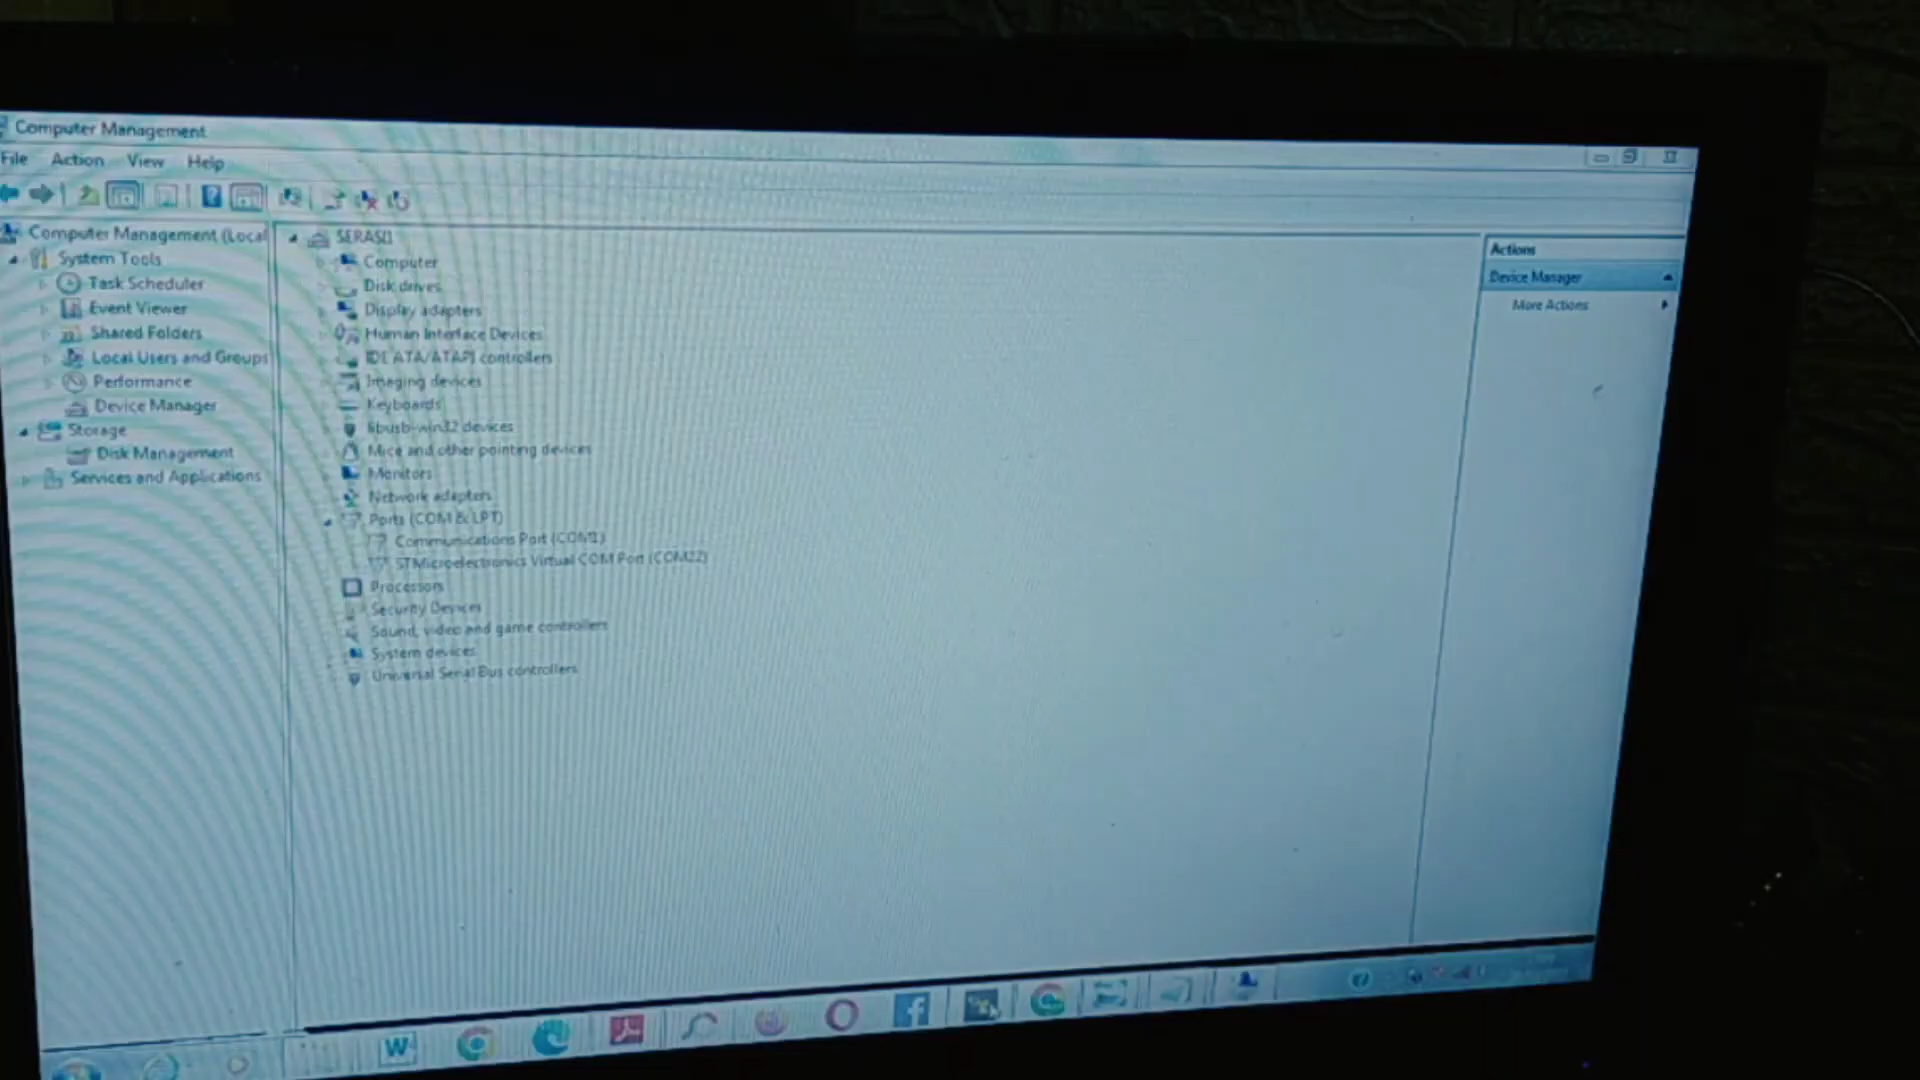 Computer Management
File Action View Help
Computer Management (Local
System Tools
Task Scheduler
Event Viewer
Shared Folders
Local Users and Groups
Performance
Device Manager
Storage
Disk Management
Services and Applications
Computer
Disk drives
Display adapters
Human Interface Devices
IDE ATA/ATAPI controllers
Imaging devices
Keyboards
libusb-win32 devices
Mice and other pointing devices
Monitors
Network adapters
Ports (COM & LPT)
Communications Port (COM1)
STMicroelectronics Virtual COM Port (COM22)
Processors
Security Devices
Sound, video and game controllers
System devices
Universal Serial Bus controllers
Actions
Device Manager
More Actions